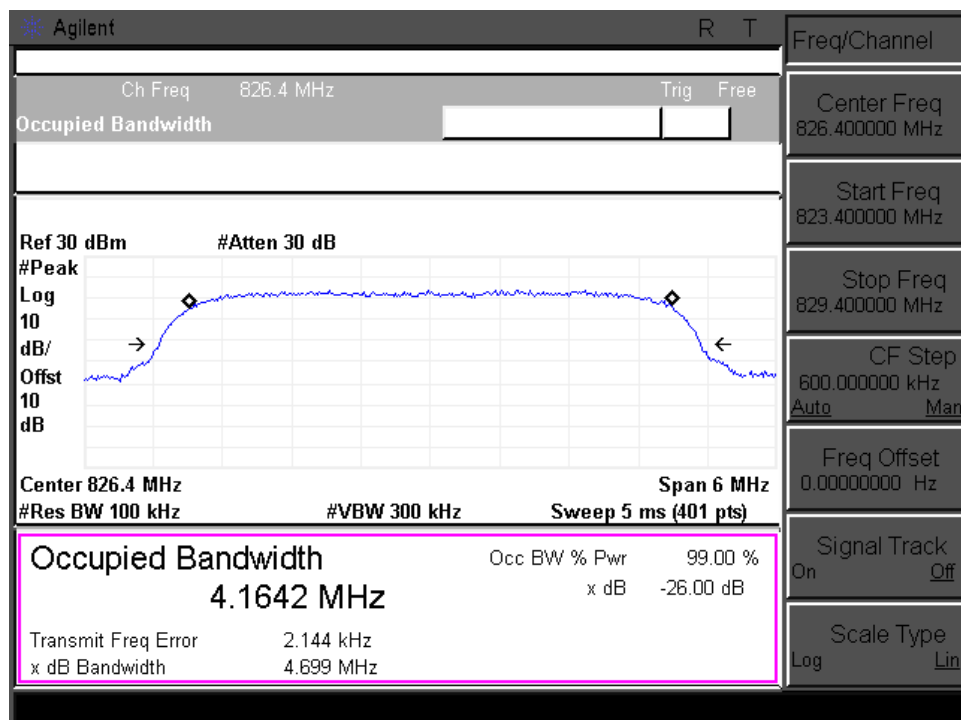 Agilent R T
Ch Freq 826.4 MHz Trig Free
Occupied Bandwidth
Ref 30 dBm #Atten 30 dB
#Peak
Log
10
dB/
Offst
10
dB
Center 826.4 MHz Span 6 MHz
#Res BW 100 kHz #VBW 300 kHz Sweep 5 ms (401 pts)
Occupied Bandwidth Occ BW % Pwr 99.00 %
4.1642 MHz x dB -26.00 dB
Transmit Freq Error 2.144 kHz
x dB Bandwidth 4.699 MHz
Freq/Channel
Center Freq
826.400000 MHz
Start Freq
823.400000 MHz
Stop Freq
829.400000 MHz
CF Step
600.000000 kHz
Auto Man
Freq Offset
0.00000000 Hz
Signal Track
On Off
Scale Type
Log Lin